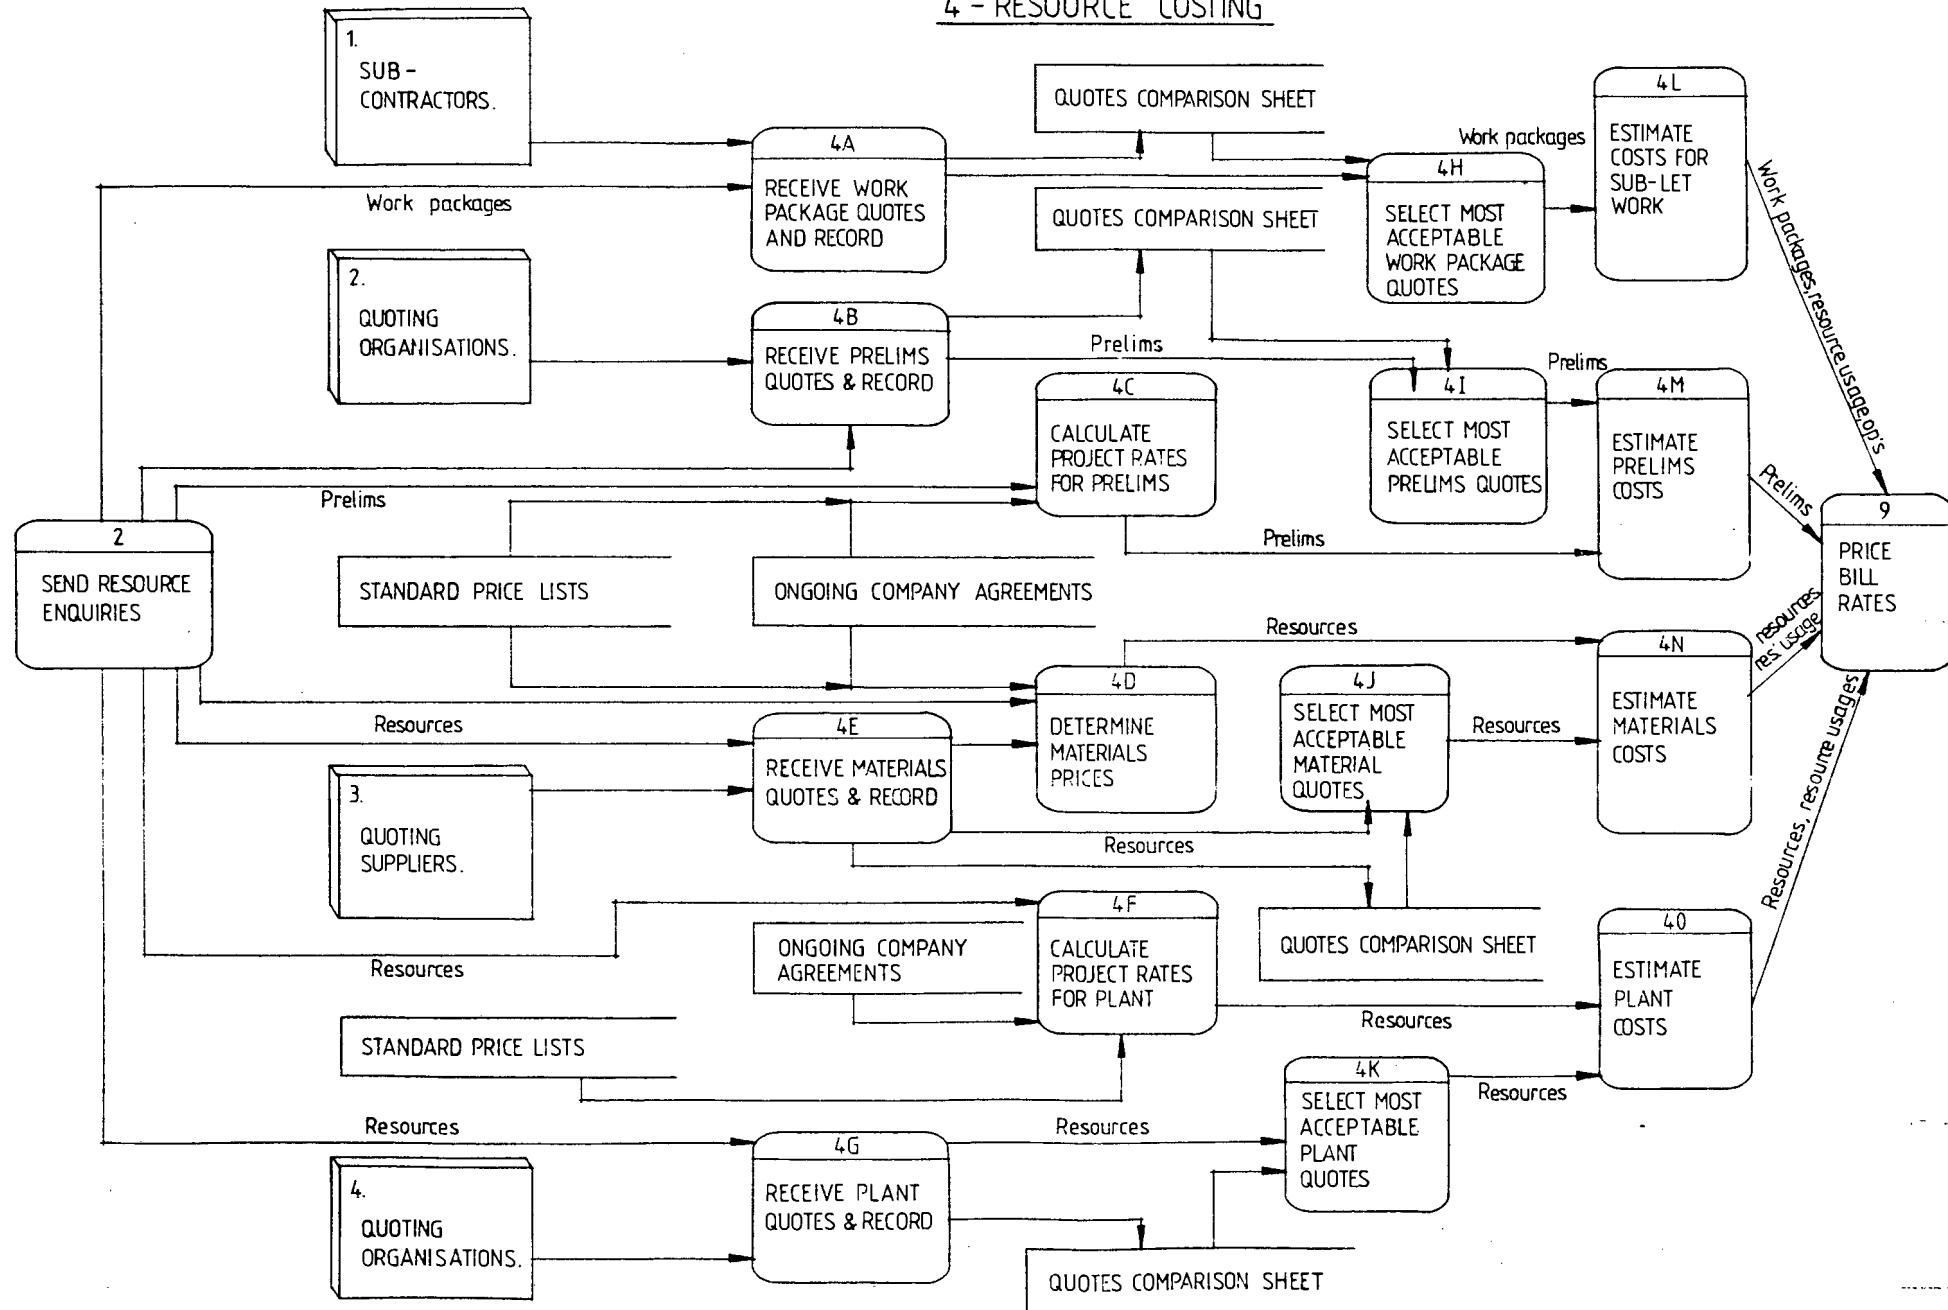 4 - RESOURCE COSTING
1.
SUB-
CONTRACTORS.
QUOTES COMPARISON SHEET
4L
ESTIMATE
COSTS FOR
SUB-LET
WORK
Work packages
4A
RECEIVE WORK
PACKAGE QUOTES
AND RECORD
Work packages
4H
SELECT MOST
ACCEPTABLE
WORK PACKAGE
QUOTES
QUOTES COMPARISON SHEET
Work packages, resource usage, op's
2.
QUOTING
ORGANISATIONS.
4B
RECEIVE PRELIMS
QUOTES & RECORD
Prelims
4C
CALCULATE
PROJECT RATES
FOR PRELIMS
4I
SELECT MOST
ACCEPTABLE
PRELIMS QUOTES
Prelims
4M
ESTIMATE
PRELIMS
COSTS
Prelims
Prelims
Prelims
2
SEND RESOURCE
ENQUIRIES
STANDARD PRICE LISTS
ONGOING COMPANY AGREEMENTS
9
PRICE
BILL
RATES
resources
res' usage
Resources
4D
DETERMINE
MATERIALS
PRICES
4J
SELECT MOST
ACCEPTABLE
MATERIAL
QUOTES
Resources
4N
ESTIMATE
MATERIALS
COSTS
Resources
4E
RECEIVE MATERIALS
QUOTES & RECORD
3.
QUOTING
SUPPLIERS.
Resources
Resources, resource usages
4F
CALCULATE
PROJECT RATES
FOR PLANT
ONGOING COMPANY
AGREEMENTS
QUOTES COMPARISON SHEET
4O
ESTIMATE
PLANT
COSTS
Resources
Resources
STANDARD PRICE LISTS
4K
SELECT MOST
ACCEPTABLE
PLANT
QUOTES
Resources
Resources
Resources
4G
RECEIVE PLANT
QUOTES & RECORD
4.
QUOTING
ORGANISATIONS.
QUOTES COMPARISON SHEET